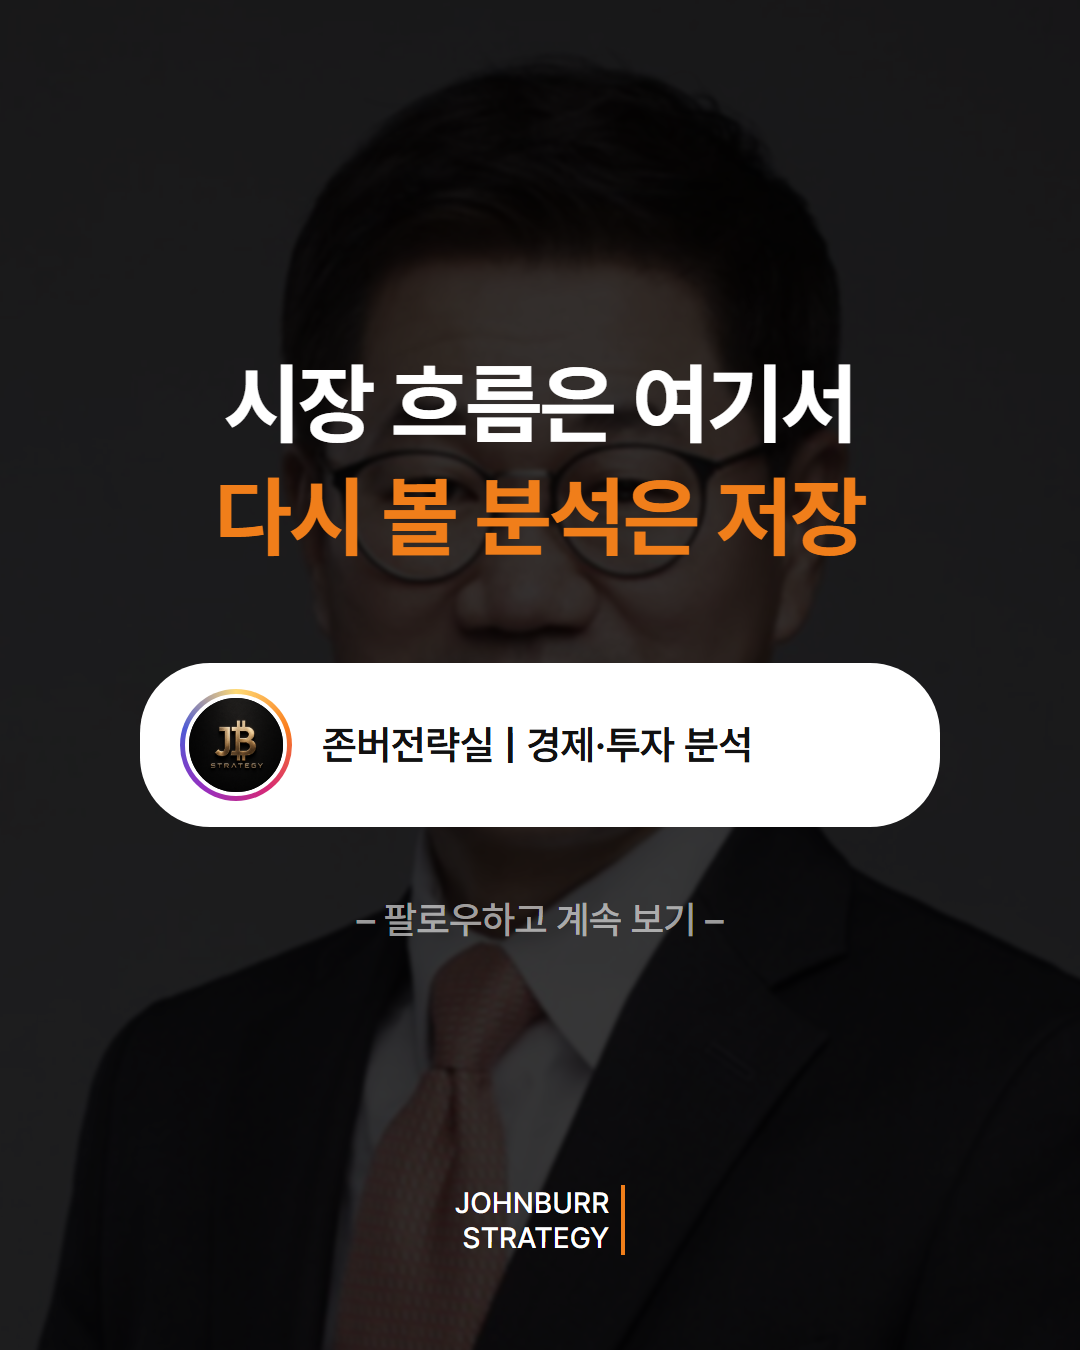 시장 흐름은 여기서
다시 볼 분석은 저장
JB
STRATEGY
존버전략실 | 경제·투자 분석
– 팔로우하고 계속 보기 –
JOHNBURR
STRATEGY